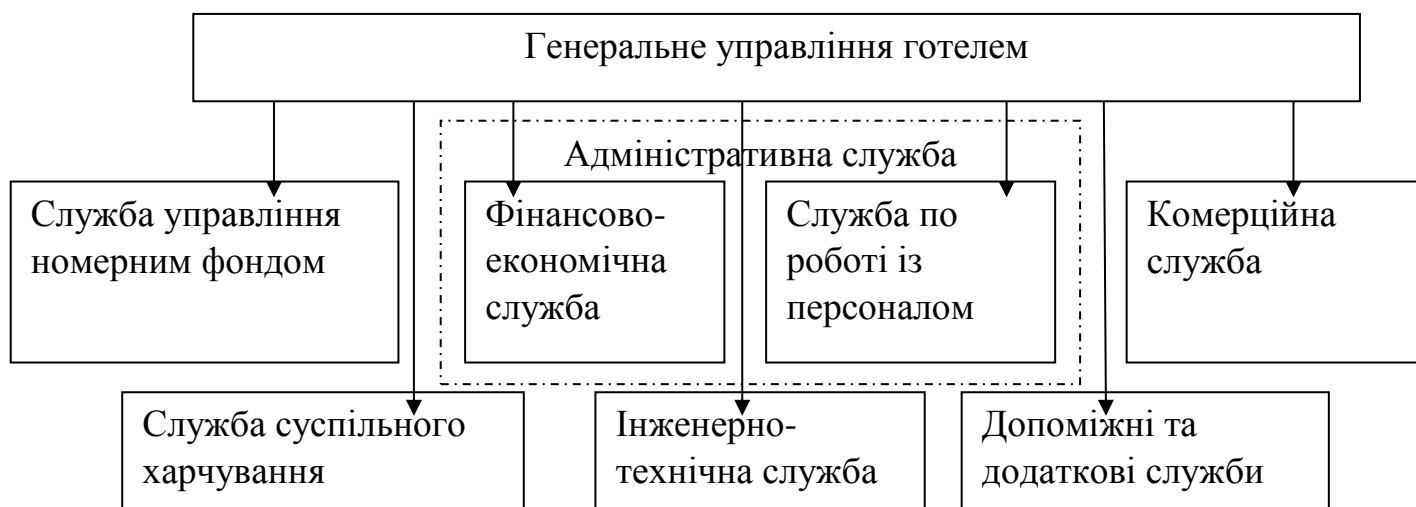 Генеральне управління готелем
Адміністративна служба
Служба управління
номерним фондом
Фінансово-
економічна
служба
Служба по
роботі із
персоналом
Комерційна
служба
Служба суспільного
харчування
Інженерно-
технічна служба
Допоміжні та
додаткові служби